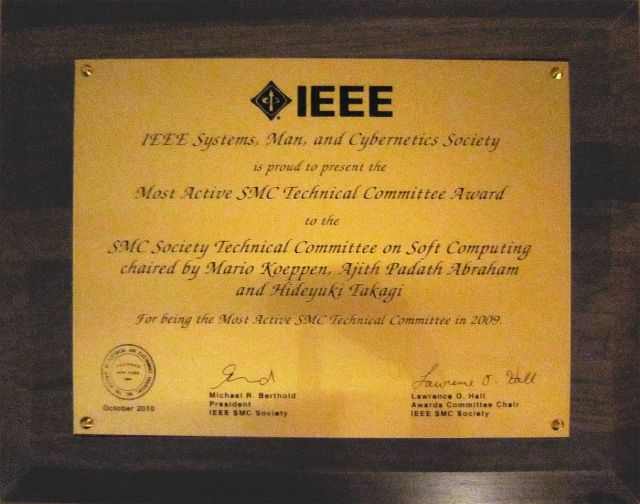 IEEE
IEEE Systems, Man, and Cybernetics Society
is proud to present the
Most Active SMC Technical Committee Award
to the
SMC Society Technical Committee on Soft Computing
chaired by Mario Koeppen, Ajith Padath Abraham
and Hideyuki Takagi
For being the Most Active SMC Technical Committee in 2009.
October 2010
Michael R. Berthold
President
IEEE SMC Society
Lawrence O. Hall
Lawrence O. Hall
Awards Committee Chair
IEEE SMC Society